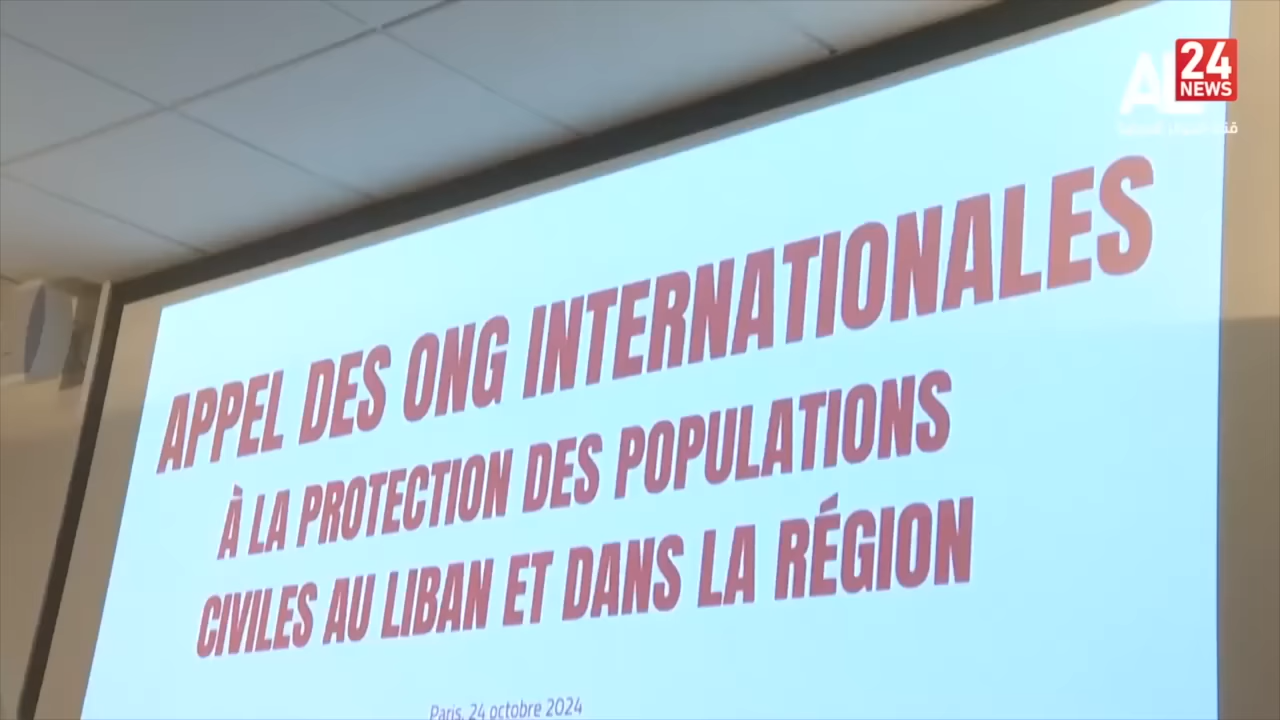 AL
24
NEWS
APPEL DES ONG INTERNATIONALES
À LA PROTECTION DES POPULATIONS
CIVILES AU LIBAN ET DANS LA RÉGION
Paris, 24 octobre 2024